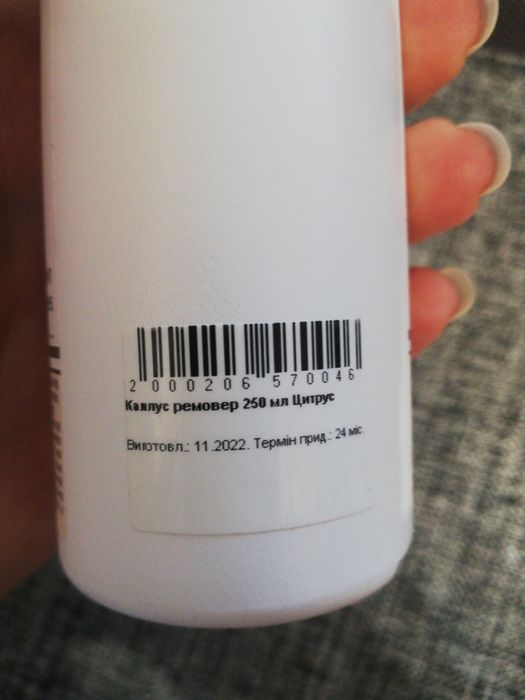 2 000206 570046
Каллус ремовер 250 мл Цитрус
Виготовл.: 11.2022. Термін прид.: 24 міс.